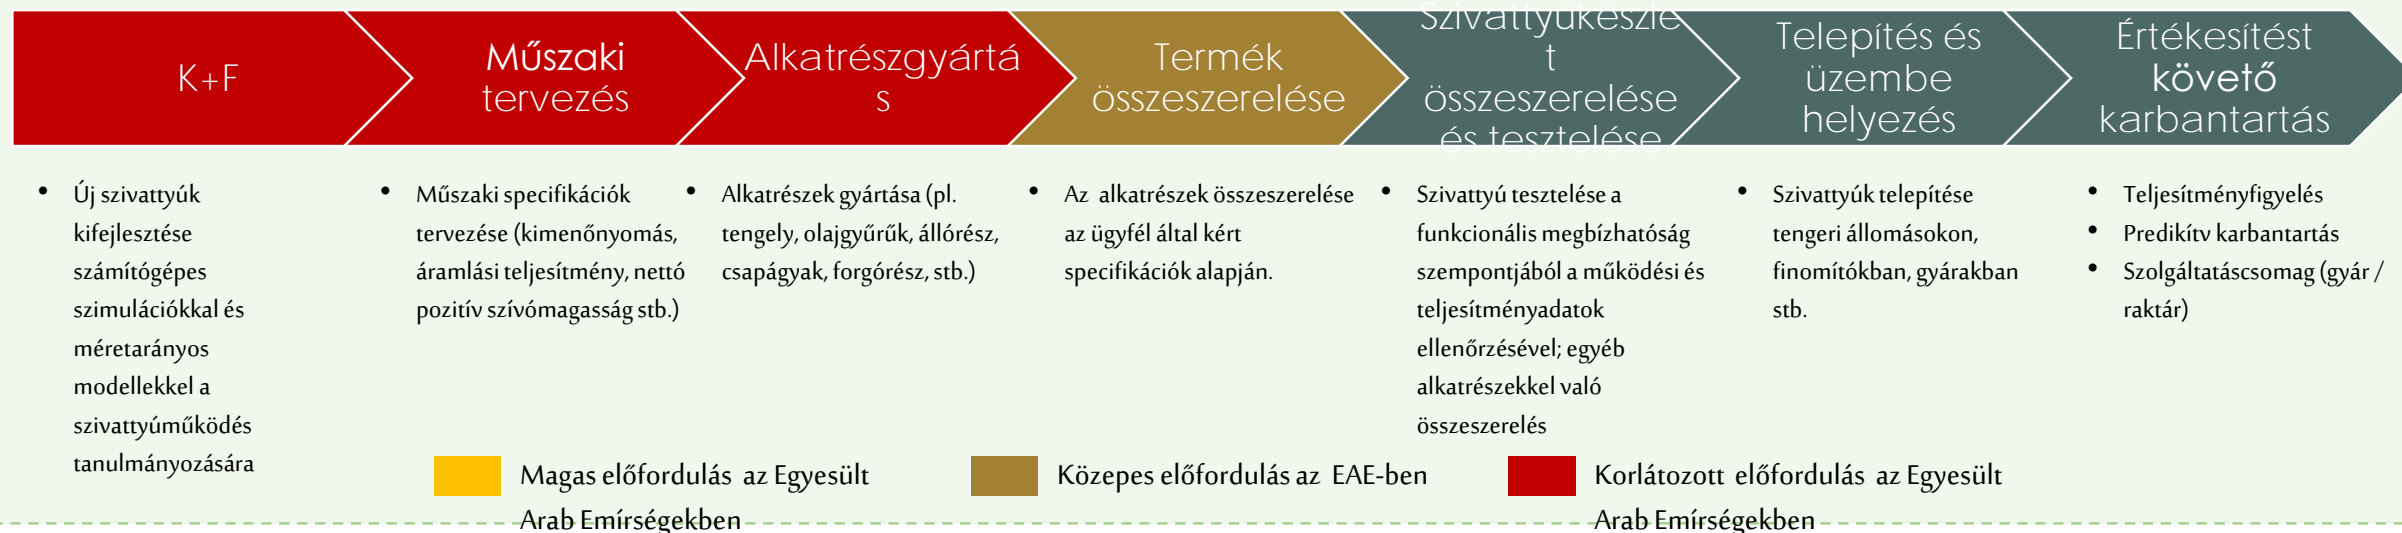 K+F
Műszaki
tervezés
Alkatrészgyártá
s
Termék
összeszerelése
Szivattyúkészle
t
összeszerelése
és tesztelése
Telepítés és
üzembe
helyezés
Értékesítést
követő
karbantartás
• Új szivattyúk
kifejlesztése
számítógépes
szimulációkkal és
méretarányos
modellekkel a
szivattyúműködés
tanulmányozására
• Műszaki specifikációk
tervezése (kimenőnyomás,
áramlási teljesítmény, nettó
pozitív szívómagasság stb.)
• Alkatrészek gyártása (pl.
tengely, olajgyűrűk, állórész,
csapágyak, forgórész, stb.)
• Az alkatrészek összeszerelése
az ügyfél által kért
specifikációk alapján.
• Szivattyú tesztelése a
funkcionális megbízhatóság
szempontjából a működési és
teljesítményadatok
ellenőrzésével; egyéb
alkatrészekkel való
összeszerelés
• Szivattyúk telepítése
tengeri állomásokon,
finomítókban, gyárakban
stb.
• Teljesítményfigyelés
• Predikítv karbantartás
• Szolgáltatáscsomag (gyár /
raktár)
Magas előfordulás az Egyesült
Arab Emírségekben
Közepes előfordulás az EAE-ben
Korlátozott előfordulás az Egyesült
Arab Emírségekben